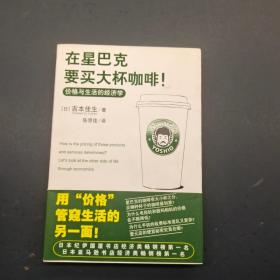 在星巴克
要买大杯咖啡!
价格与生活的经济学
[日] 吉本佳生 / 著
陈思佳 / 译
YOSHIO
How is the pricing of these products
and services determined?
Let's look at the other side of life
through economics
用“价格”
管窥生活的
另一面!
日本纪伊国屋书店经济类畅销榜第一名
日本亚马逊书店经济类畅销榜第一名